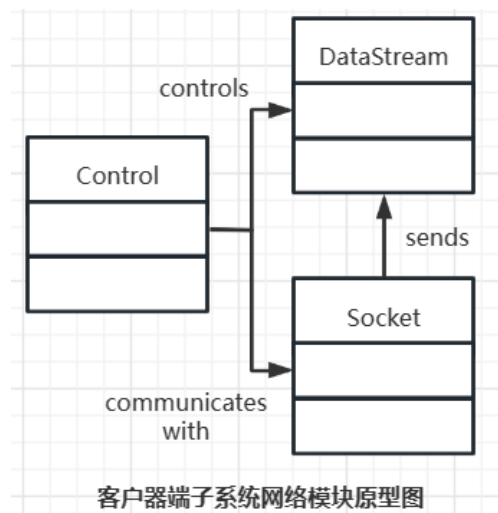 DataStream
controls
Control
sends
Socket
communicates
with
客户器端子系统网络模块原型图